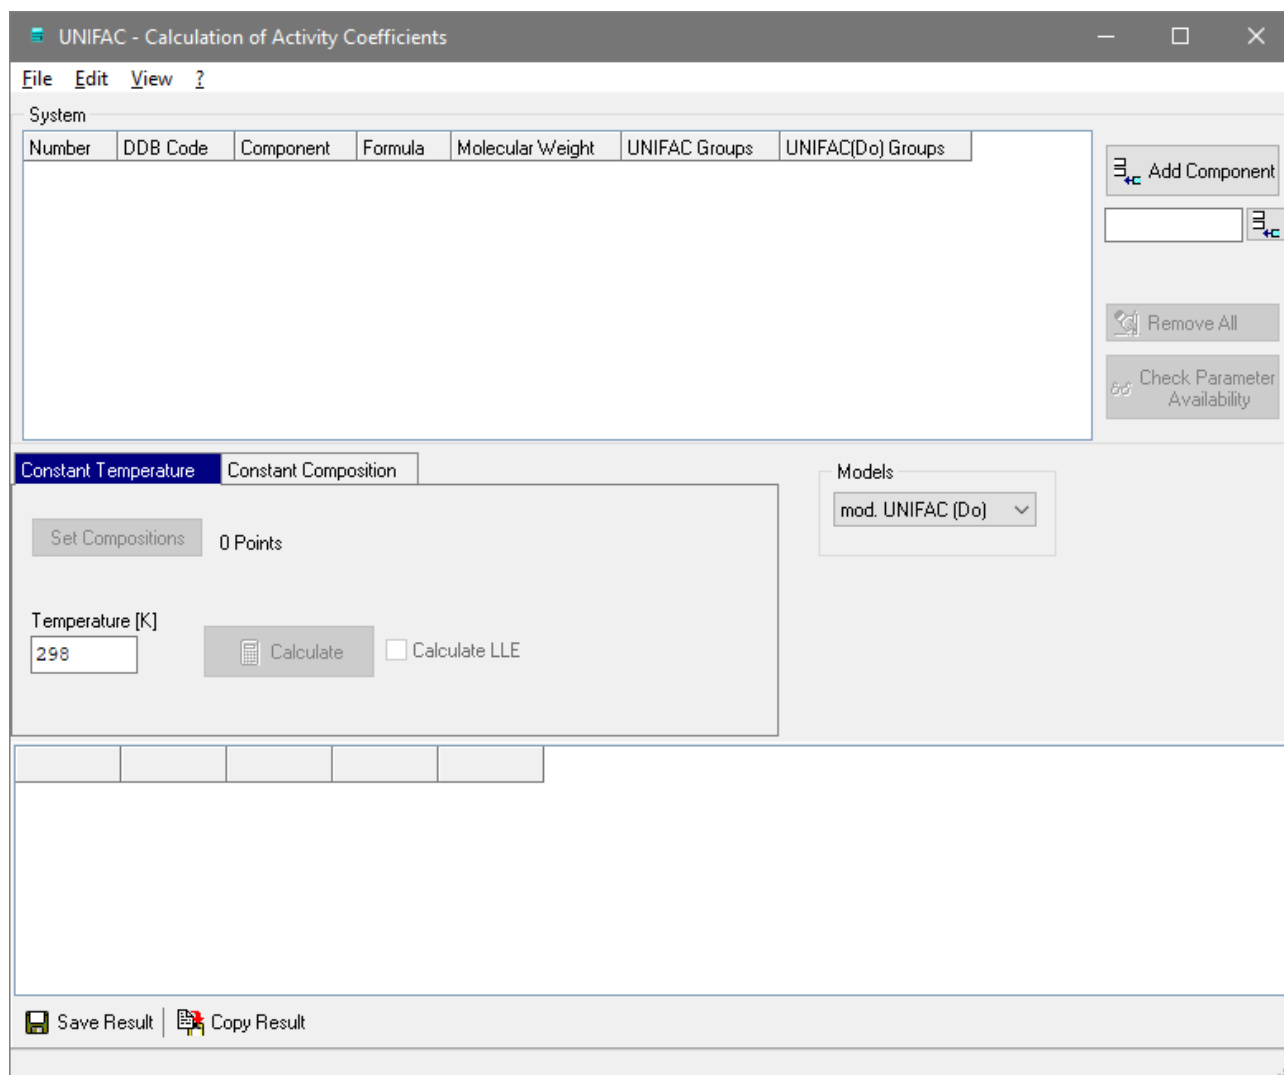 UNIFAC - Calculation of Activity Coefficients
File Edit View ?
System
Number DDB Code Component Formula Molecular Weight UNIFAC Groups UNIFAC(Do) Groups
Add Component
Remove All
Check Parameter
Availability
Constant Temperature Constant Composition
Models
mod. UNIFAC (Do)
Set Compositions 0 Points
Temperature [K]
298
Calculate Calculate LLE
Save Result Copy Result